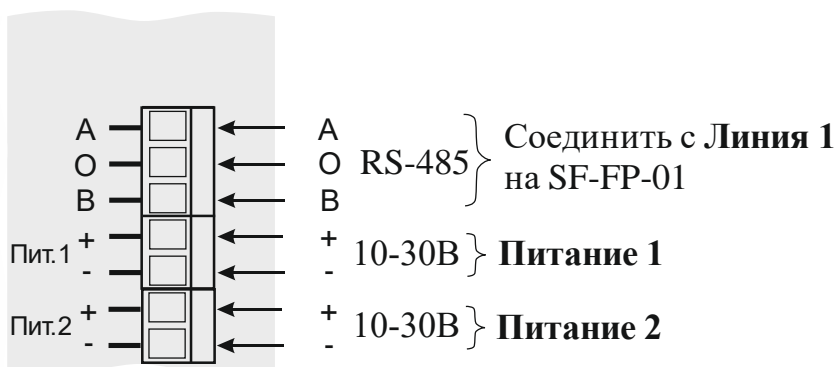 A A
O O RS-485 Соединить с Линия 1
на SF-FP-01
B B
Пит.1 + + 10-30В Питание 1
- -
Пит.2 + + 10-30В Питание 2
- -